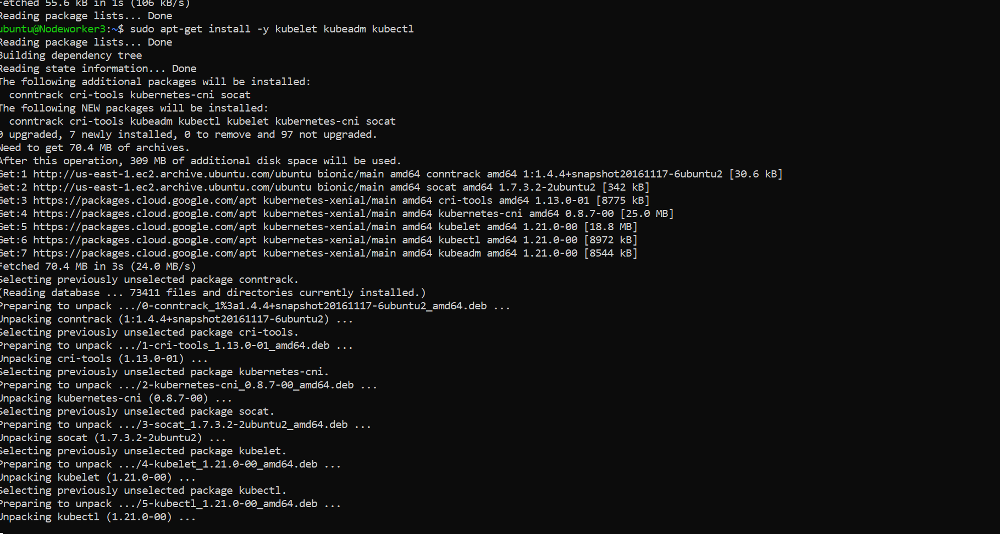 Fetched 55.6 kB in 1s (106 kB/s)
Reading package lists... Done
ubuntu@Nodeworker3:~$ sudo apt-get install -y kubelet kubeadm kubectl
Reading package lists... Done
Building dependency tree
Reading state information... Done
The following additional packages will be installed:
  conntrack cri-tools kubernetes-cni socat
The following NEW packages will be installed:
  conntrack cri-tools kubeadm kubectl kubelet kubernetes-cni socat
0 upgraded, 7 newly installed, 0 to remove and 97 not upgraded.
Need to get 70.4 MB of archives.
After this operation, 309 MB of additional disk space will be used.
Get:1 http://us-east-1.ec2.archive.ubuntu.com/ubuntu bionic/main amd64 conntrack amd64 1:1.4.4+snapshot20161117-6ubuntu2 [30.6 kB]
Get:2 http://us-east-1.ec2.archive.ubuntu.com/ubuntu bionic/main amd64 socat amd64 1.7.3.2-2ubuntu2 [342 kB]
Get:3 https://packages.cloud.google.com/apt kubernetes-xenial/main amd64 cri-tools amd64 1.13.0-01 [8775 kB]
Get:4 https://packages.cloud.google.com/apt kubernetes-xenial/main amd64 kubernetes-cni amd64 0.8.7-00 [25.0 MB]
Get:5 https://packages.cloud.google.com/apt kubernetes-xenial/main amd64 kubelet amd64 1.21.0-00 [18.8 MB]
Get:6 https://packages.cloud.google.com/apt kubernetes-xenial/main amd64 kubectl amd64 1.21.0-00 [8972 kB]
Get:7 https://packages.cloud.google.com/apt kubernetes-xenial/main amd64 kubeadm amd64 1.21.0-00 [8544 kB]
Fetched 70.4 MB in 3s (24.0 MB/s)
Selecting previously unselected package conntrack.
(Reading database ... 73411 files and directories currently installed.)
Preparing to unpack .../0-conntrack_1%3a1.4.4+snapshot20161117-6ubuntu2_amd64.deb ...
Unpacking conntrack (1:1.4.4+snapshot20161117-6ubuntu2) ...
Selecting previously unselected package cri-tools.
Preparing to unpack .../1-cri-tools_1.13.0-01_amd64.deb ...
Unpacking cri-tools (1.13.0-01) ...
Selecting previously unselected package kubernetes-cni.
Preparing to unpack .../2-kubernetes-cni_0.8.7-00_amd64.deb ...
Unpacking kubernetes-cni (0.8.7-00) ...
Selecting previously unselected package socat.
Preparing to unpack .../3-socat_1.7.3.2-2ubuntu2_amd64.deb ...
Unpacking socat (1.7.3.2-2ubuntu2) ...
Selecting previously unselected package kubelet.
Preparing to unpack .../4-kubelet_1.21.0-00_amd64.deb ...
Unpacking kubelet (1.21.0-00) ...
Selecting previously unselected package kubectl.
Preparing to unpack .../5-kubectl_1.21.0-00_amd64.deb ...
Unpacking kubectl (1.21.0-00) ...